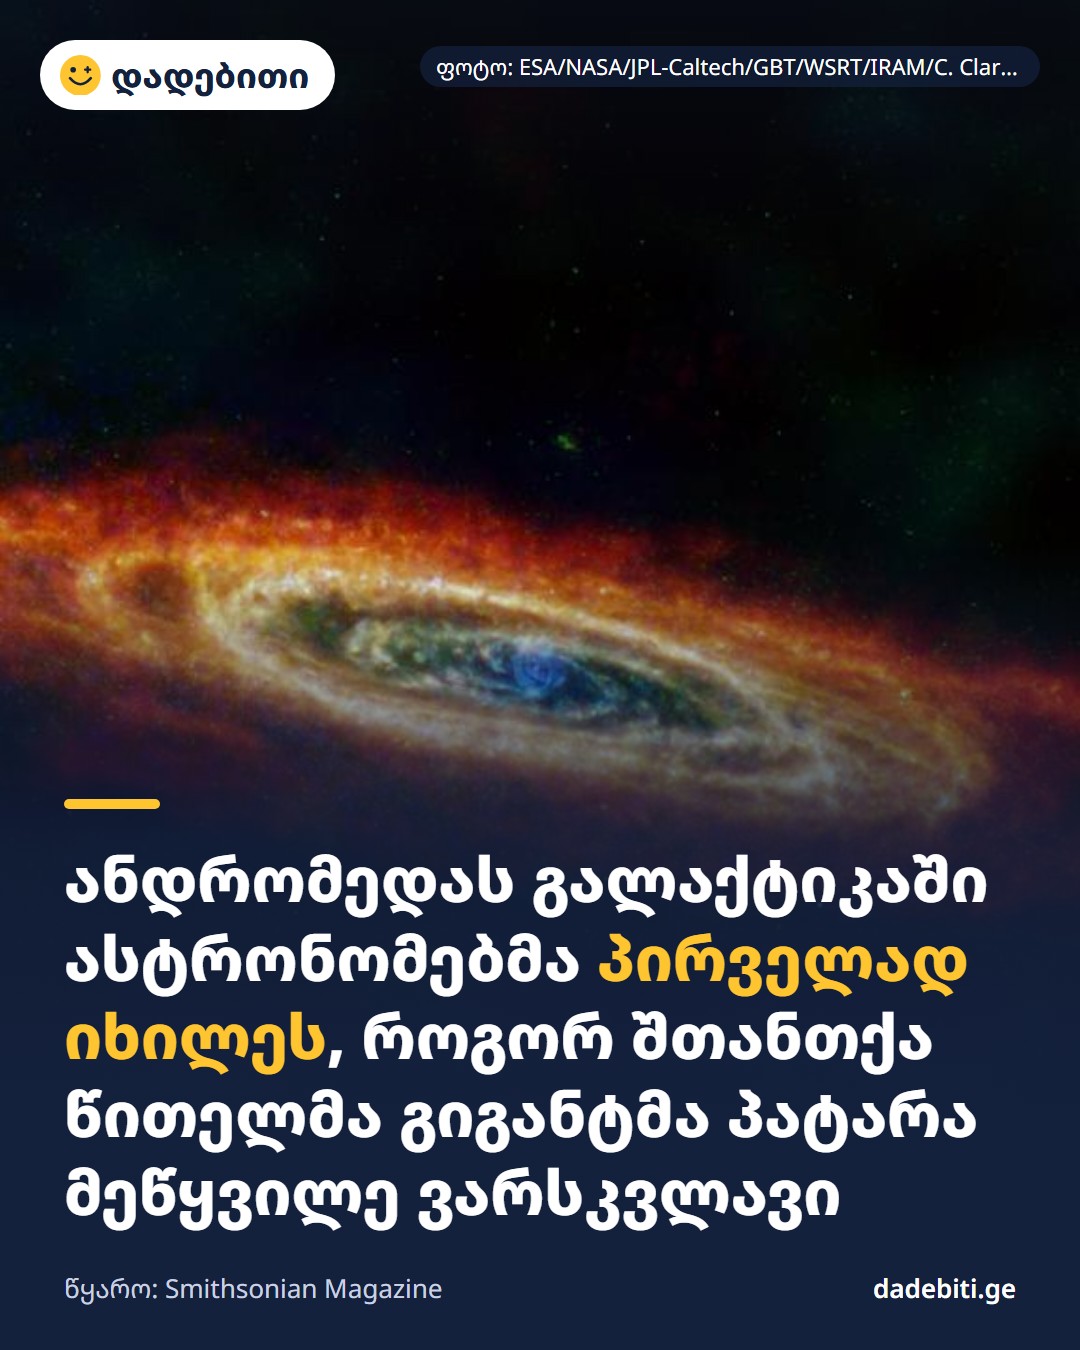 დადებითი
ფოტო: ESA/NASA/JPL-Caltech/GBT/WSRT/IRAM/C. Clar...
ანდრომედას გალაქტიკაში
ასტრონომებმა პირველად
იხილეს, როგორ შთანთქა
წითელმა გიგანტმა პატარა
მეწყვილე ვარსკვლავი
წყარო: Smithsonian Magazine
dadebiti.ge